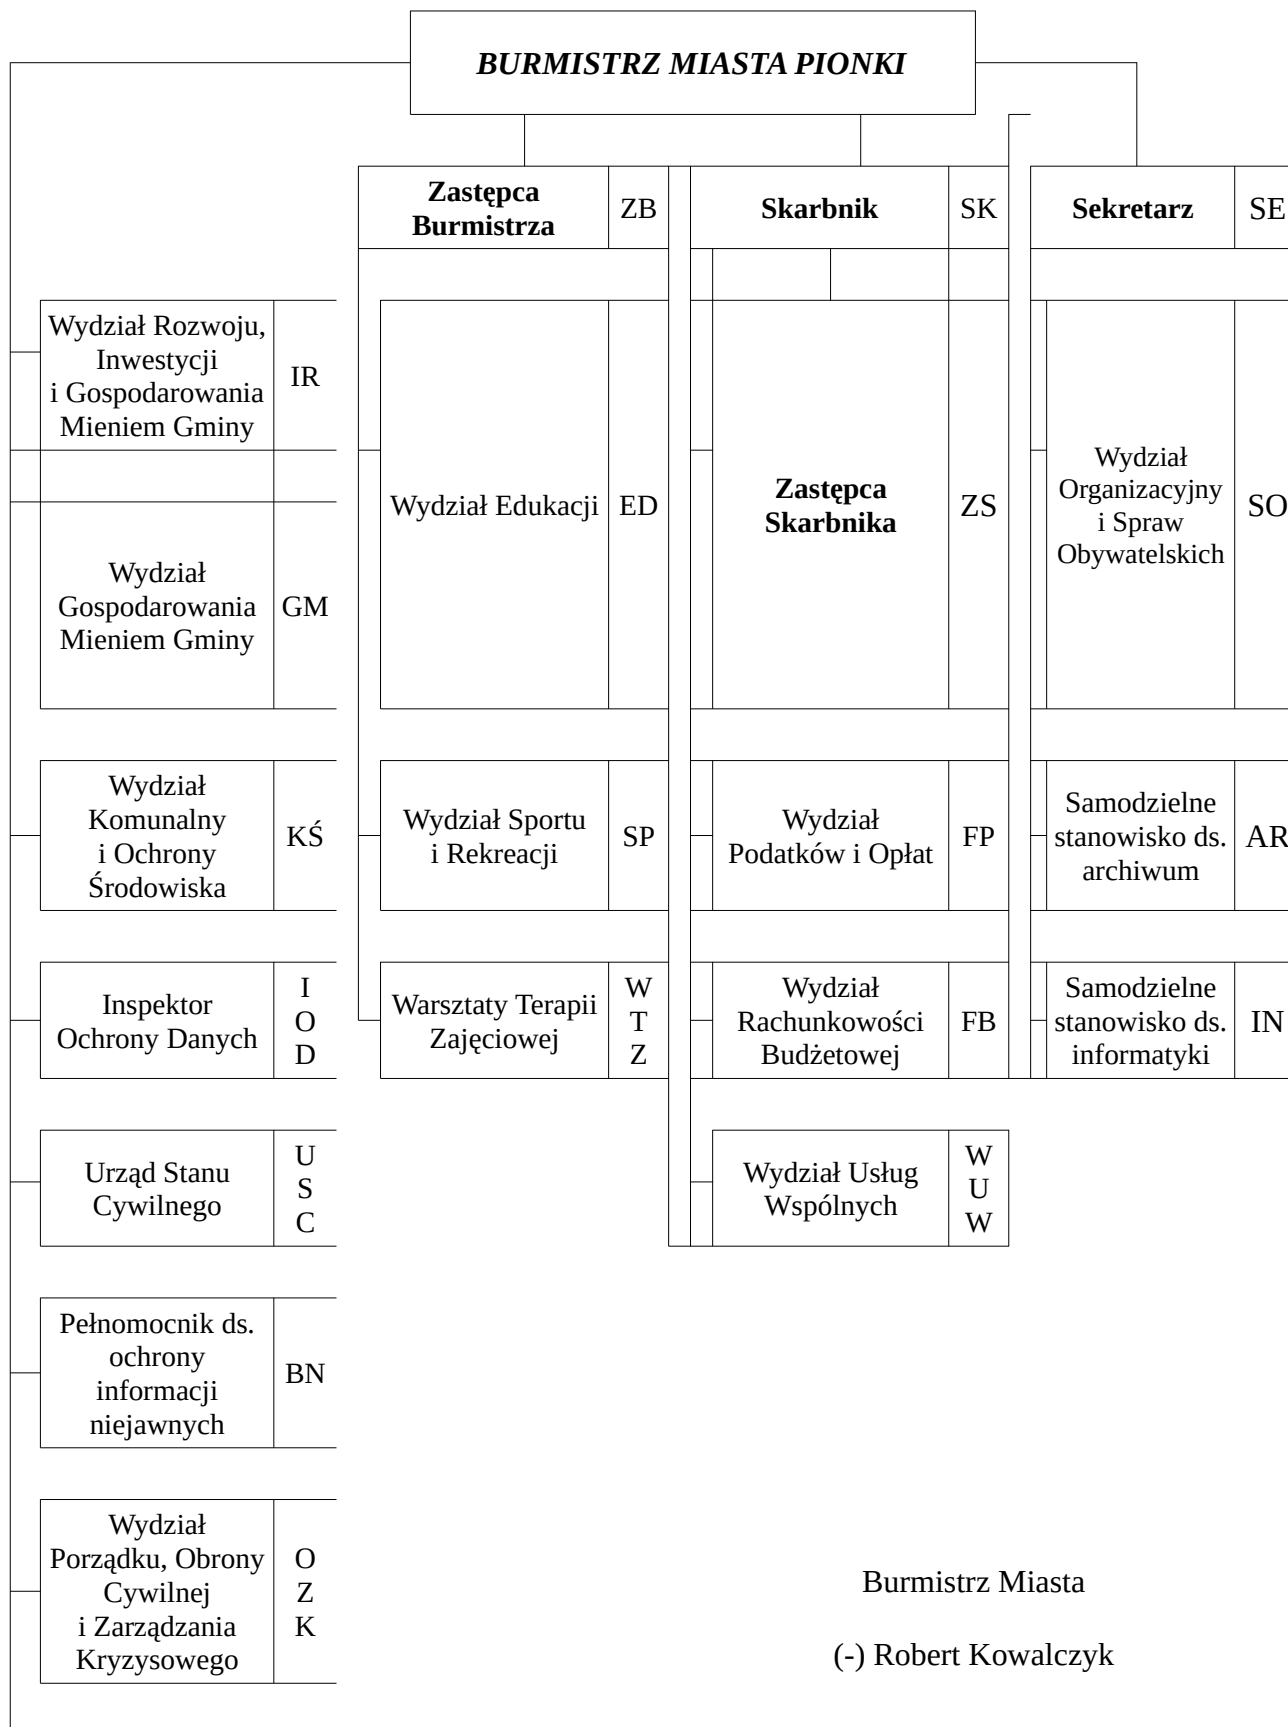 BURMISTRZ MIASTA PIONKI
Zastępca
Burmistrza
ZB
Skarbnik
SK
Sekretarz
SE
Wydział Rozwoju,
Inwestycji
i Gospodarowania
Mieniem Gminy
IR
Wydział
Gospodarowania
Mieniem Gminy
GM
Wydział Edukacji
ED
Zastępca
Skarbnika
ZS
Wydział
Organizacyjny
i Spraw
Obywatelskich
SO
Wydział
Komunalny
i Ochrony
Środowiska
KŚ
Wydział Sportu
i Rekreacji
SP
Wydział
Podatków i Opłat
FP
Samodzielne
stanowisko ds.
archiwum
AR
Inspektor
Ochrony Danych
I
O
D
Warsztaty Terapii
Zajęciowej
W
T
Z
Wydział
Rachunkowości
Budżetowej
FB
Samodzielne
stanowisko ds.
informatyki
IN
Urząd Stanu
Cywilnego
U
S
C
Wydział Usług
Wspólnych
W
U
W
Pełnomocnik ds.
ochrony
informacji
niejawnych
BN
Wydział
Porządku, Obrony
Cywilnej
i Zarządzania
Kryzysowego
O
Z
K
Burmistrz Miasta
(-) Robert Kowalczyk